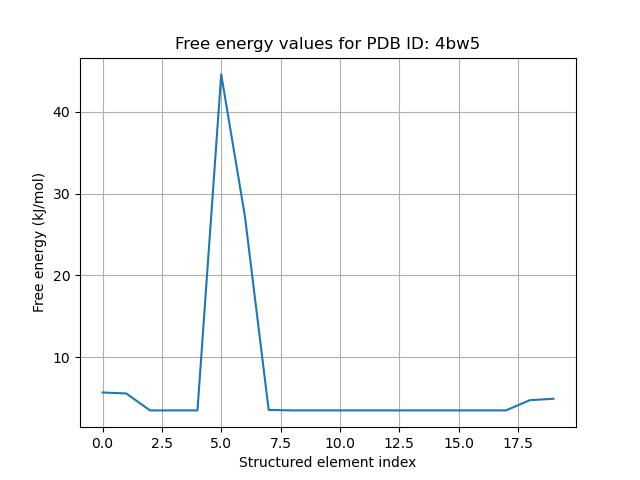 Free energy values for PDB ID: 4bw5
Free energy (kJ/mol)
40
30
20
10
0.0 2.5 5.0 7.5 10.0 12.5 15.0 17.5
Structured element index